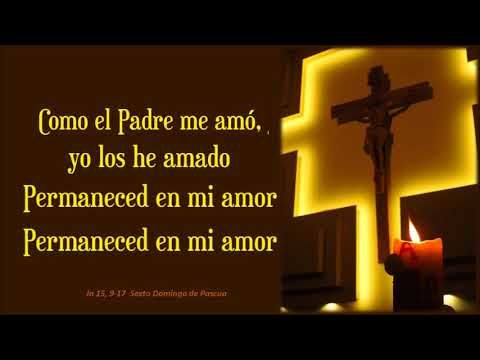 Como el Padre me amó,
yo los he amado
Permaneced en mi amor
Permaneced en mi amor
Jn 15, 9-17 Sexto Domingo de Pascua